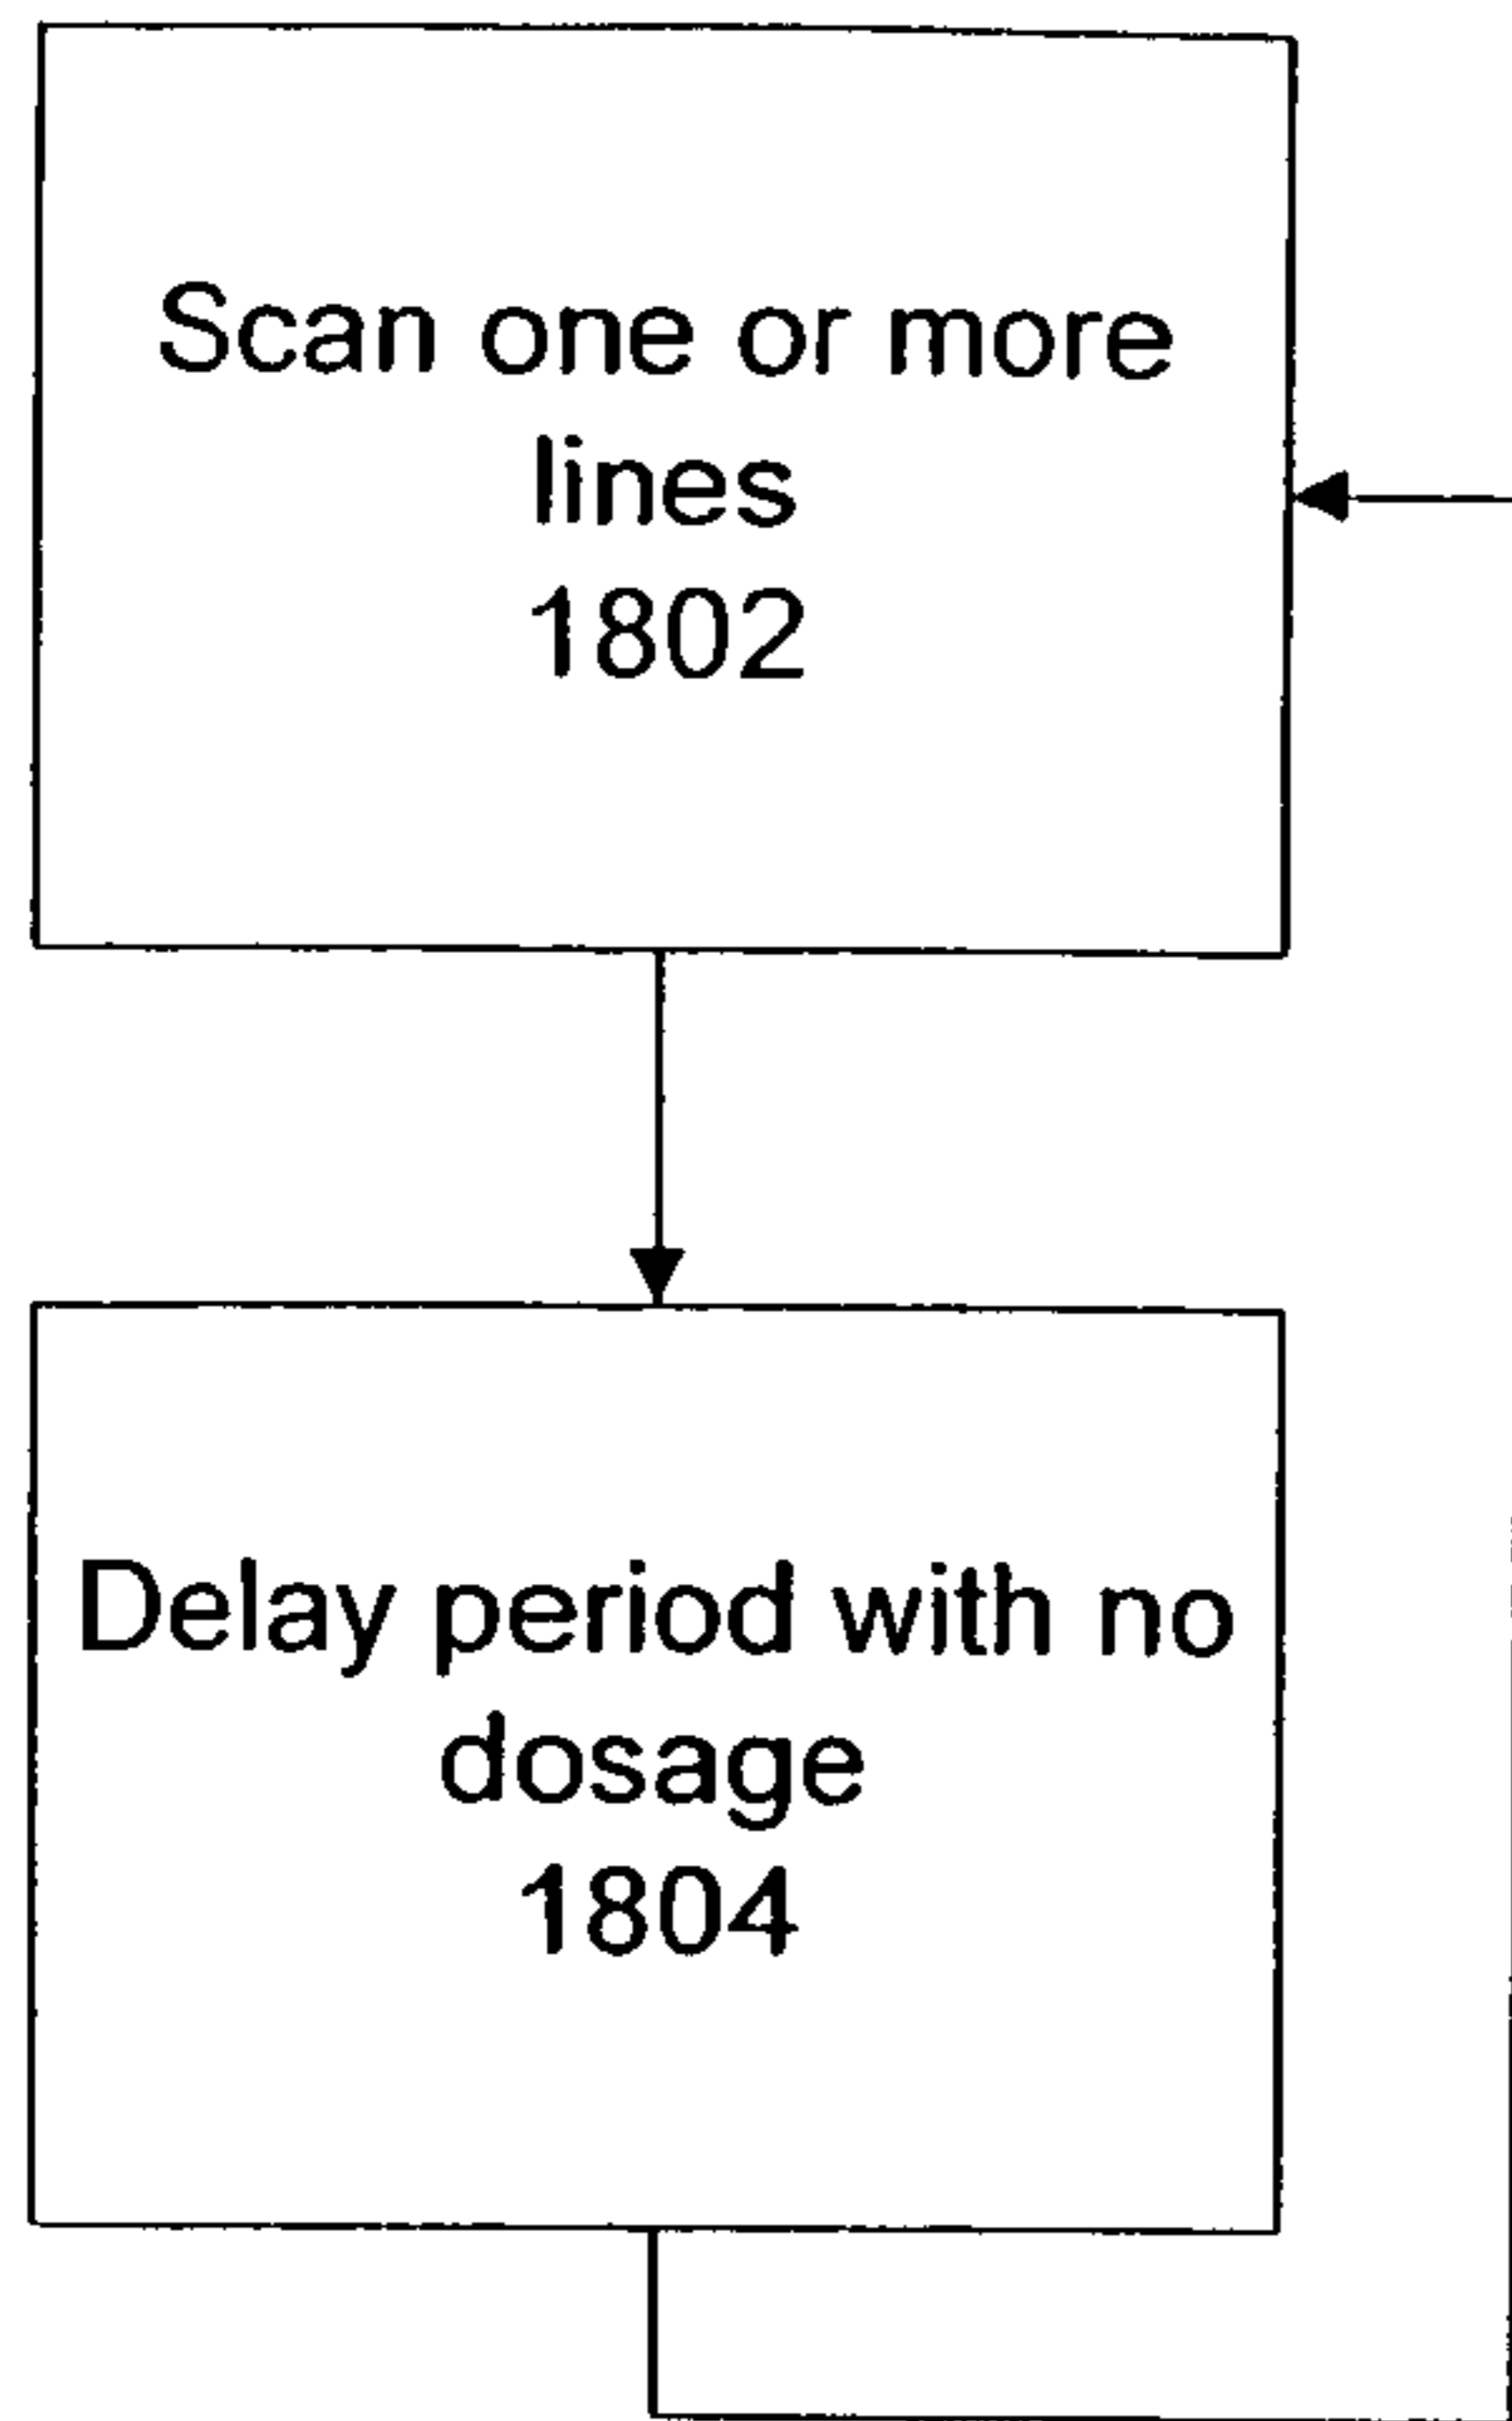 Scan one or more
lines
1802
Delay period with no
dosage
1804